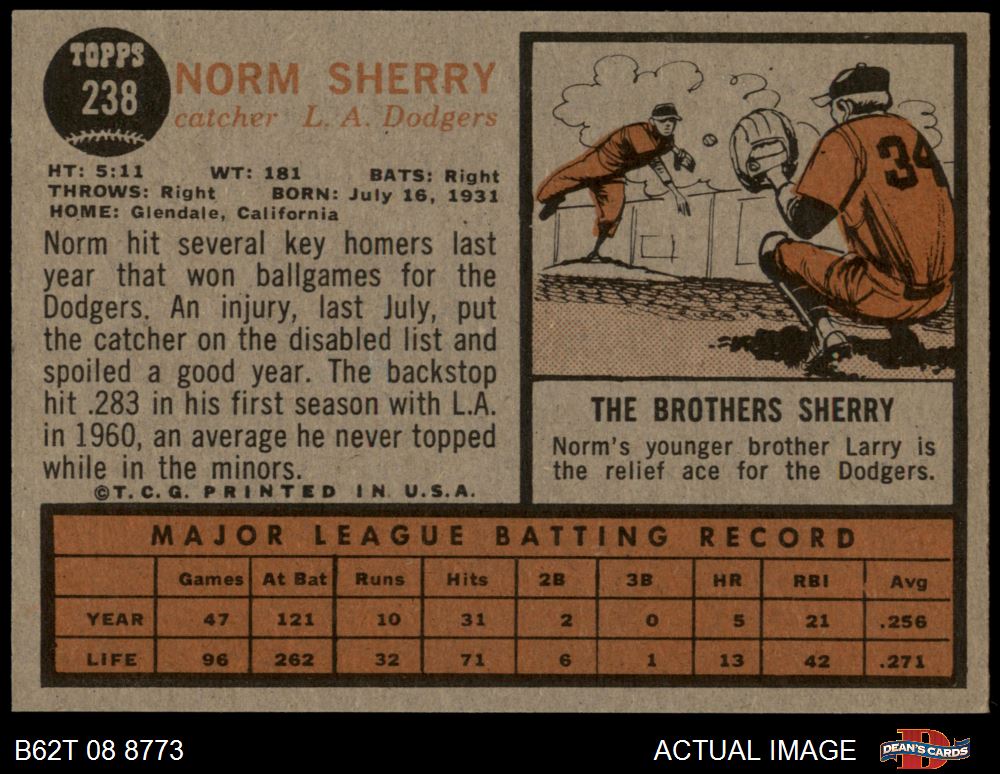 TOPPS
238
NORM SHERRY
catcher L. A. Dodgers
HT: 5:11 WT: 181 BATS: Right
THROWS: Right BORN: July 16, 1931
HOME: Glendale, California
Norm hit several key homers last
year that won ballgames for the
Dodgers. An injury, last July, put
the catcher on the disabled list and
spoiled a good year. The backstop
hit .283 in his first season with L.A.
in 1960, an average he never topped
while in the minors.
©T.C.G. PRINTED IN U.S.A.
34
THE BROTHERS SHERRY
Norm's younger brother Larry is
the relief ace for the Dodgers.
MAJOR LEAGUE BATTING RECORD
Games At Bat Runs Hits 2B 3B HR RBI Avg
YEAR 47 121 10 31 2 0 5 21 .256
LIFE 96 262 32 71 6 1 13 42 .271
B62T 08 8773
ACTUAL IMAGE
DEAN'S CARDS